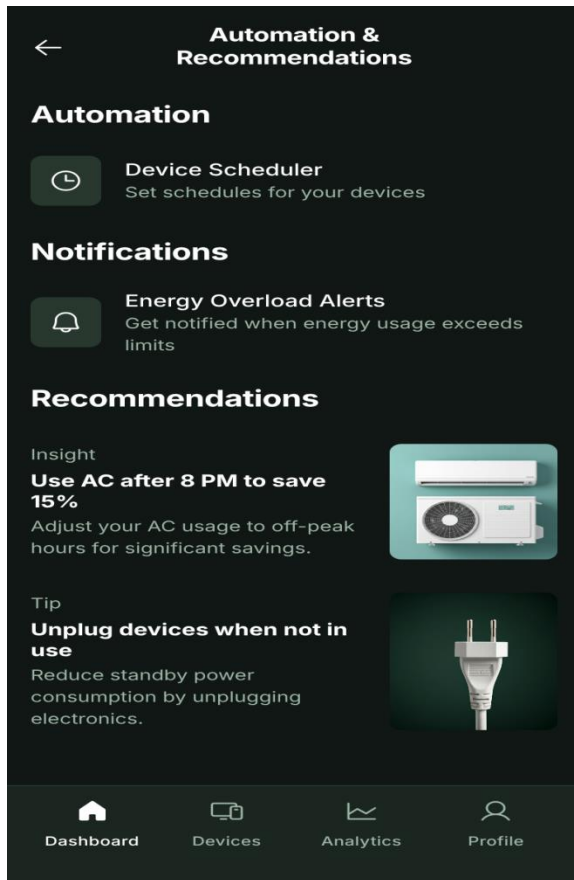 Automation &
Recommendations
Automation
Device Scheduler
Set schedules for your devices
Notifications
Energy Overload Alerts
Get notified when energy usage exceeds
limits
Recommendations
Insight
Use AC after 8 PM to save
15%
Adjust your AC usage to off-peak
hours for significant savings.
Tip
Unplug devices when not in
use
Reduce standby power
consumption by unplugging
electronics.
Dashboard
Devices
Analytics
Profile